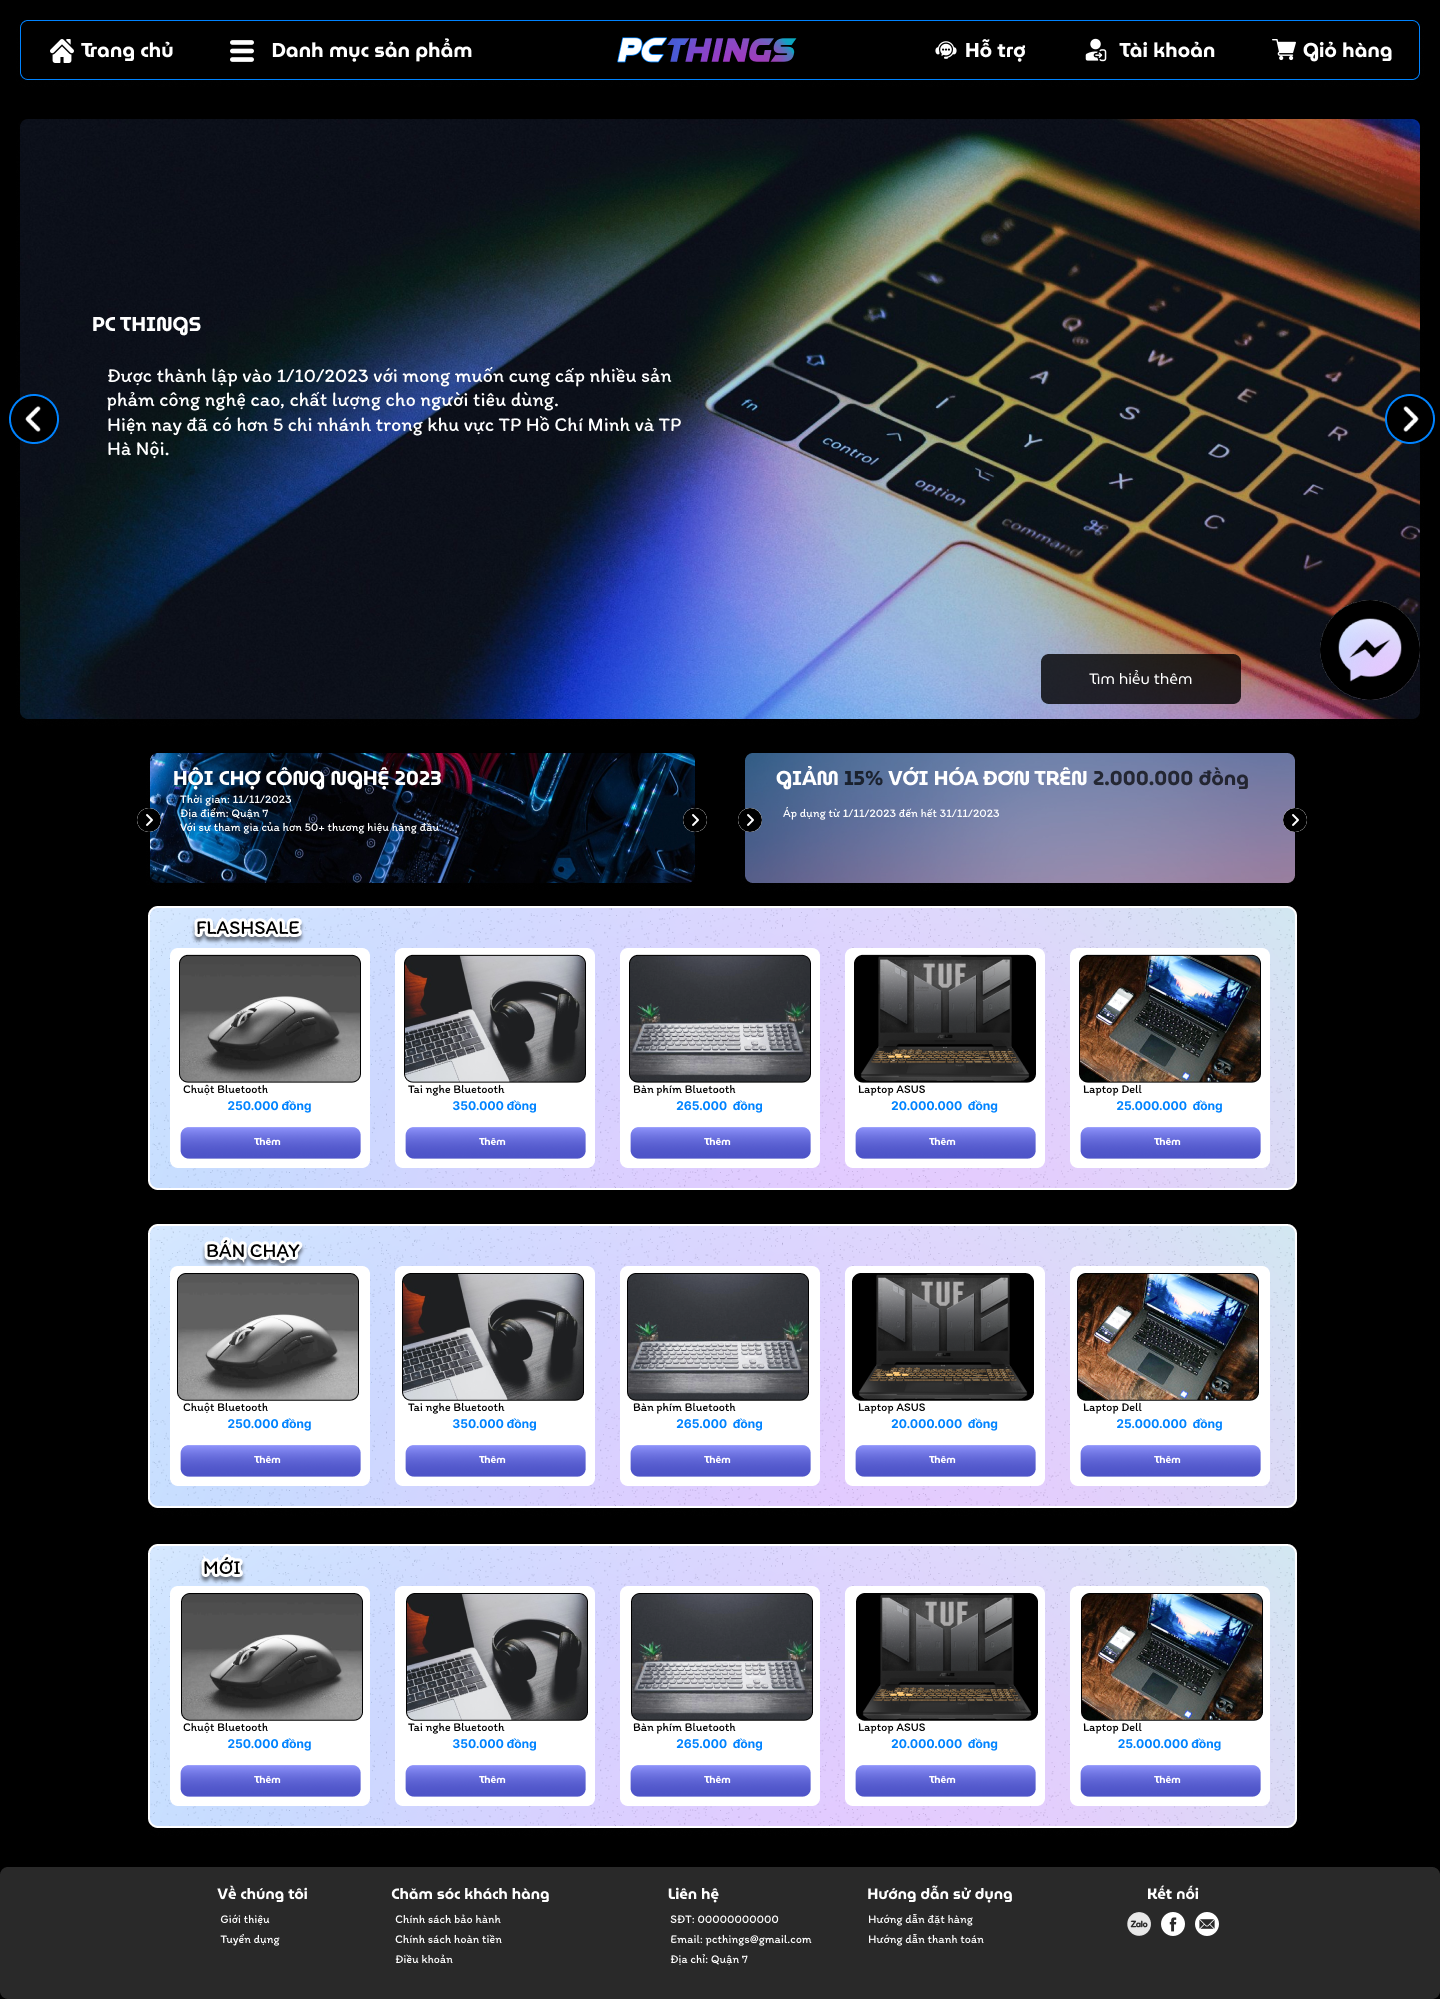 Trang chủ
Danh mục sản phẩm
PCTHINGS
Hỗ trợ
Tài khoản
Giỏ hàng
PC THINGS
Được thành lập vào 1/10/2023 với mong muốn cung cấp nhiều sản
phẩm công nghệ cao, chất lượng cho người tiêu dùng.
Hiện nay đã có hơn 5 chi nhánh trong khu vực TP Hồ Chí Minh và TP
Hà Nội.
Q W 3 4
A S E R
fn Í Y X D F G
control option command ⌘ C V
Tìm hiểu thêm
HỘI CHỢ CÔNG NGHỆ 2023
Thời gian: 11/11/2023
Địa điểm: Quận 7
Với sự tham gia của hơn 50+ thương hiệu hàng đầu
GIẢM 15% VỚI HÓA ĐƠN TRÊN 2.000.000 đồng
Áp dụng từ 1/11/2023 đến hết 31/11/2023
FLASHSALE
TUF
Chuột Bluetooth
250.000 đồng
Thêm
Tai nghe Bluetooth
350.000 đồng
Thêm
Bàn phím Bluetooth
265.000 đồng
Thêm
Laptop ASUS
20.000.000 đồng
Thêm
Laptop Dell
25.000.000 đồng
Thêm
BÁN CHẠY
TUF
Chuột Bluetooth
250.000 đồng
Thêm
Tai nghe Bluetooth
350.000 đồng
Thêm
Bàn phím Bluetooth
265.000 đồng
Thêm
Laptop ASUS
20.000.000 đồng
Thêm
Laptop Dell
25.000.000 đồng
Thêm
MỚI
TUF
Chuột Bluetooth
250.000 đồng
Thêm
Tai nghe Bluetooth
350.000 đồng
Thêm
Bàn phím Bluetooth
265.000 đồng
Thêm
Laptop ASUS
20.000.000 đồng
Thêm
Laptop Dell
25.000.000 đồng
Thêm
Về chúng tôi
Giới thiệu
Tuyển dụng
Chăm sóc khách hàng
Chính sách bảo hành
Chính sách hoàn tiền
Điều khoản
Liên hệ
SĐT: 00000000000
Email: pcthings@gmail.com
Địa chỉ: Quận 7
Hướng dẫn sử dụng
Hướng dẫn đặt hàng
Hướng dẫn thanh toán
Kết nối
Zalo